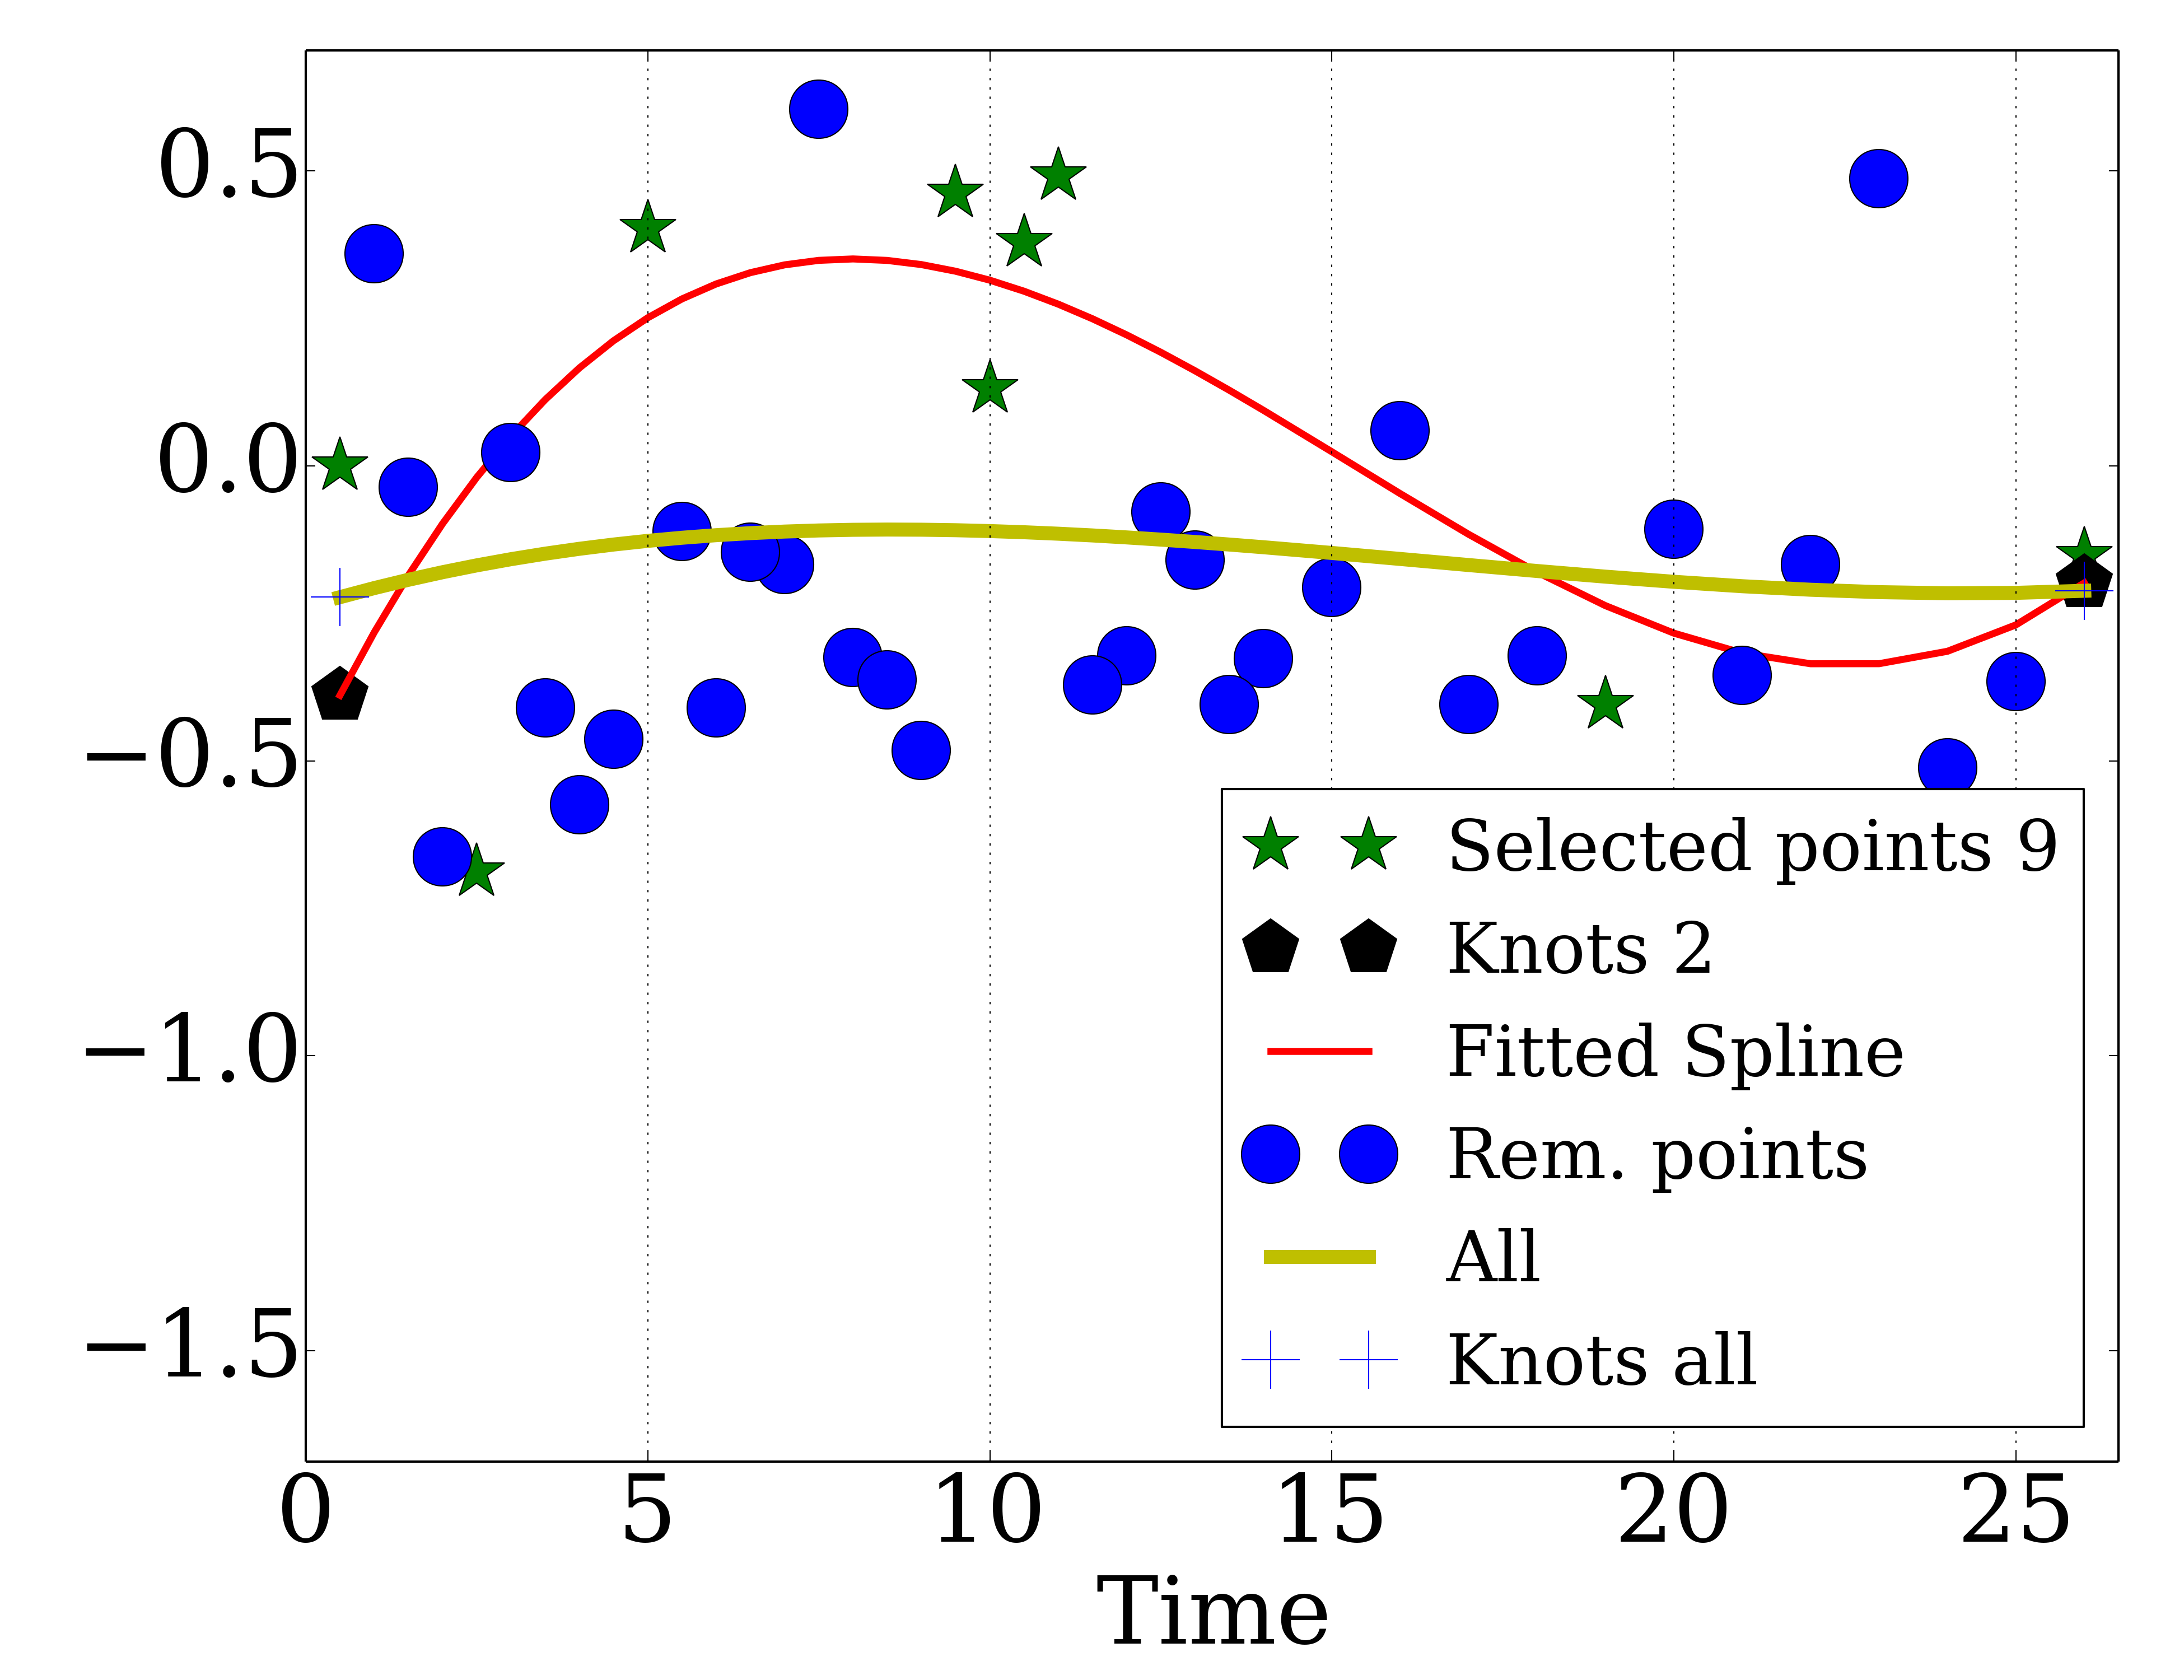 0.5
0.0
−0.5
−1.0
−1.5
Selected points 9
Knots 2
Fitted Spline
Rem. points
All
Knots all
0 5 10 15 20 25
Time